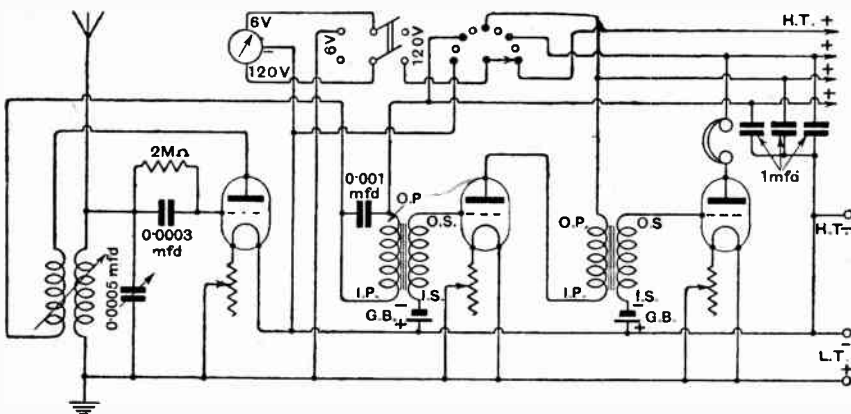 6V
120V
6V
120V
H.T. +
+
+
+
2MΩ
0·0003
mfd
0·0005 mfd
0·001
mfd
O.P
O.S.
I.P.
I.S.
G.B. -
+
O.P.
O.S
I.P.
I.S.
-
+
G.B.
1mfd
H.T.-
-
L.T.
+